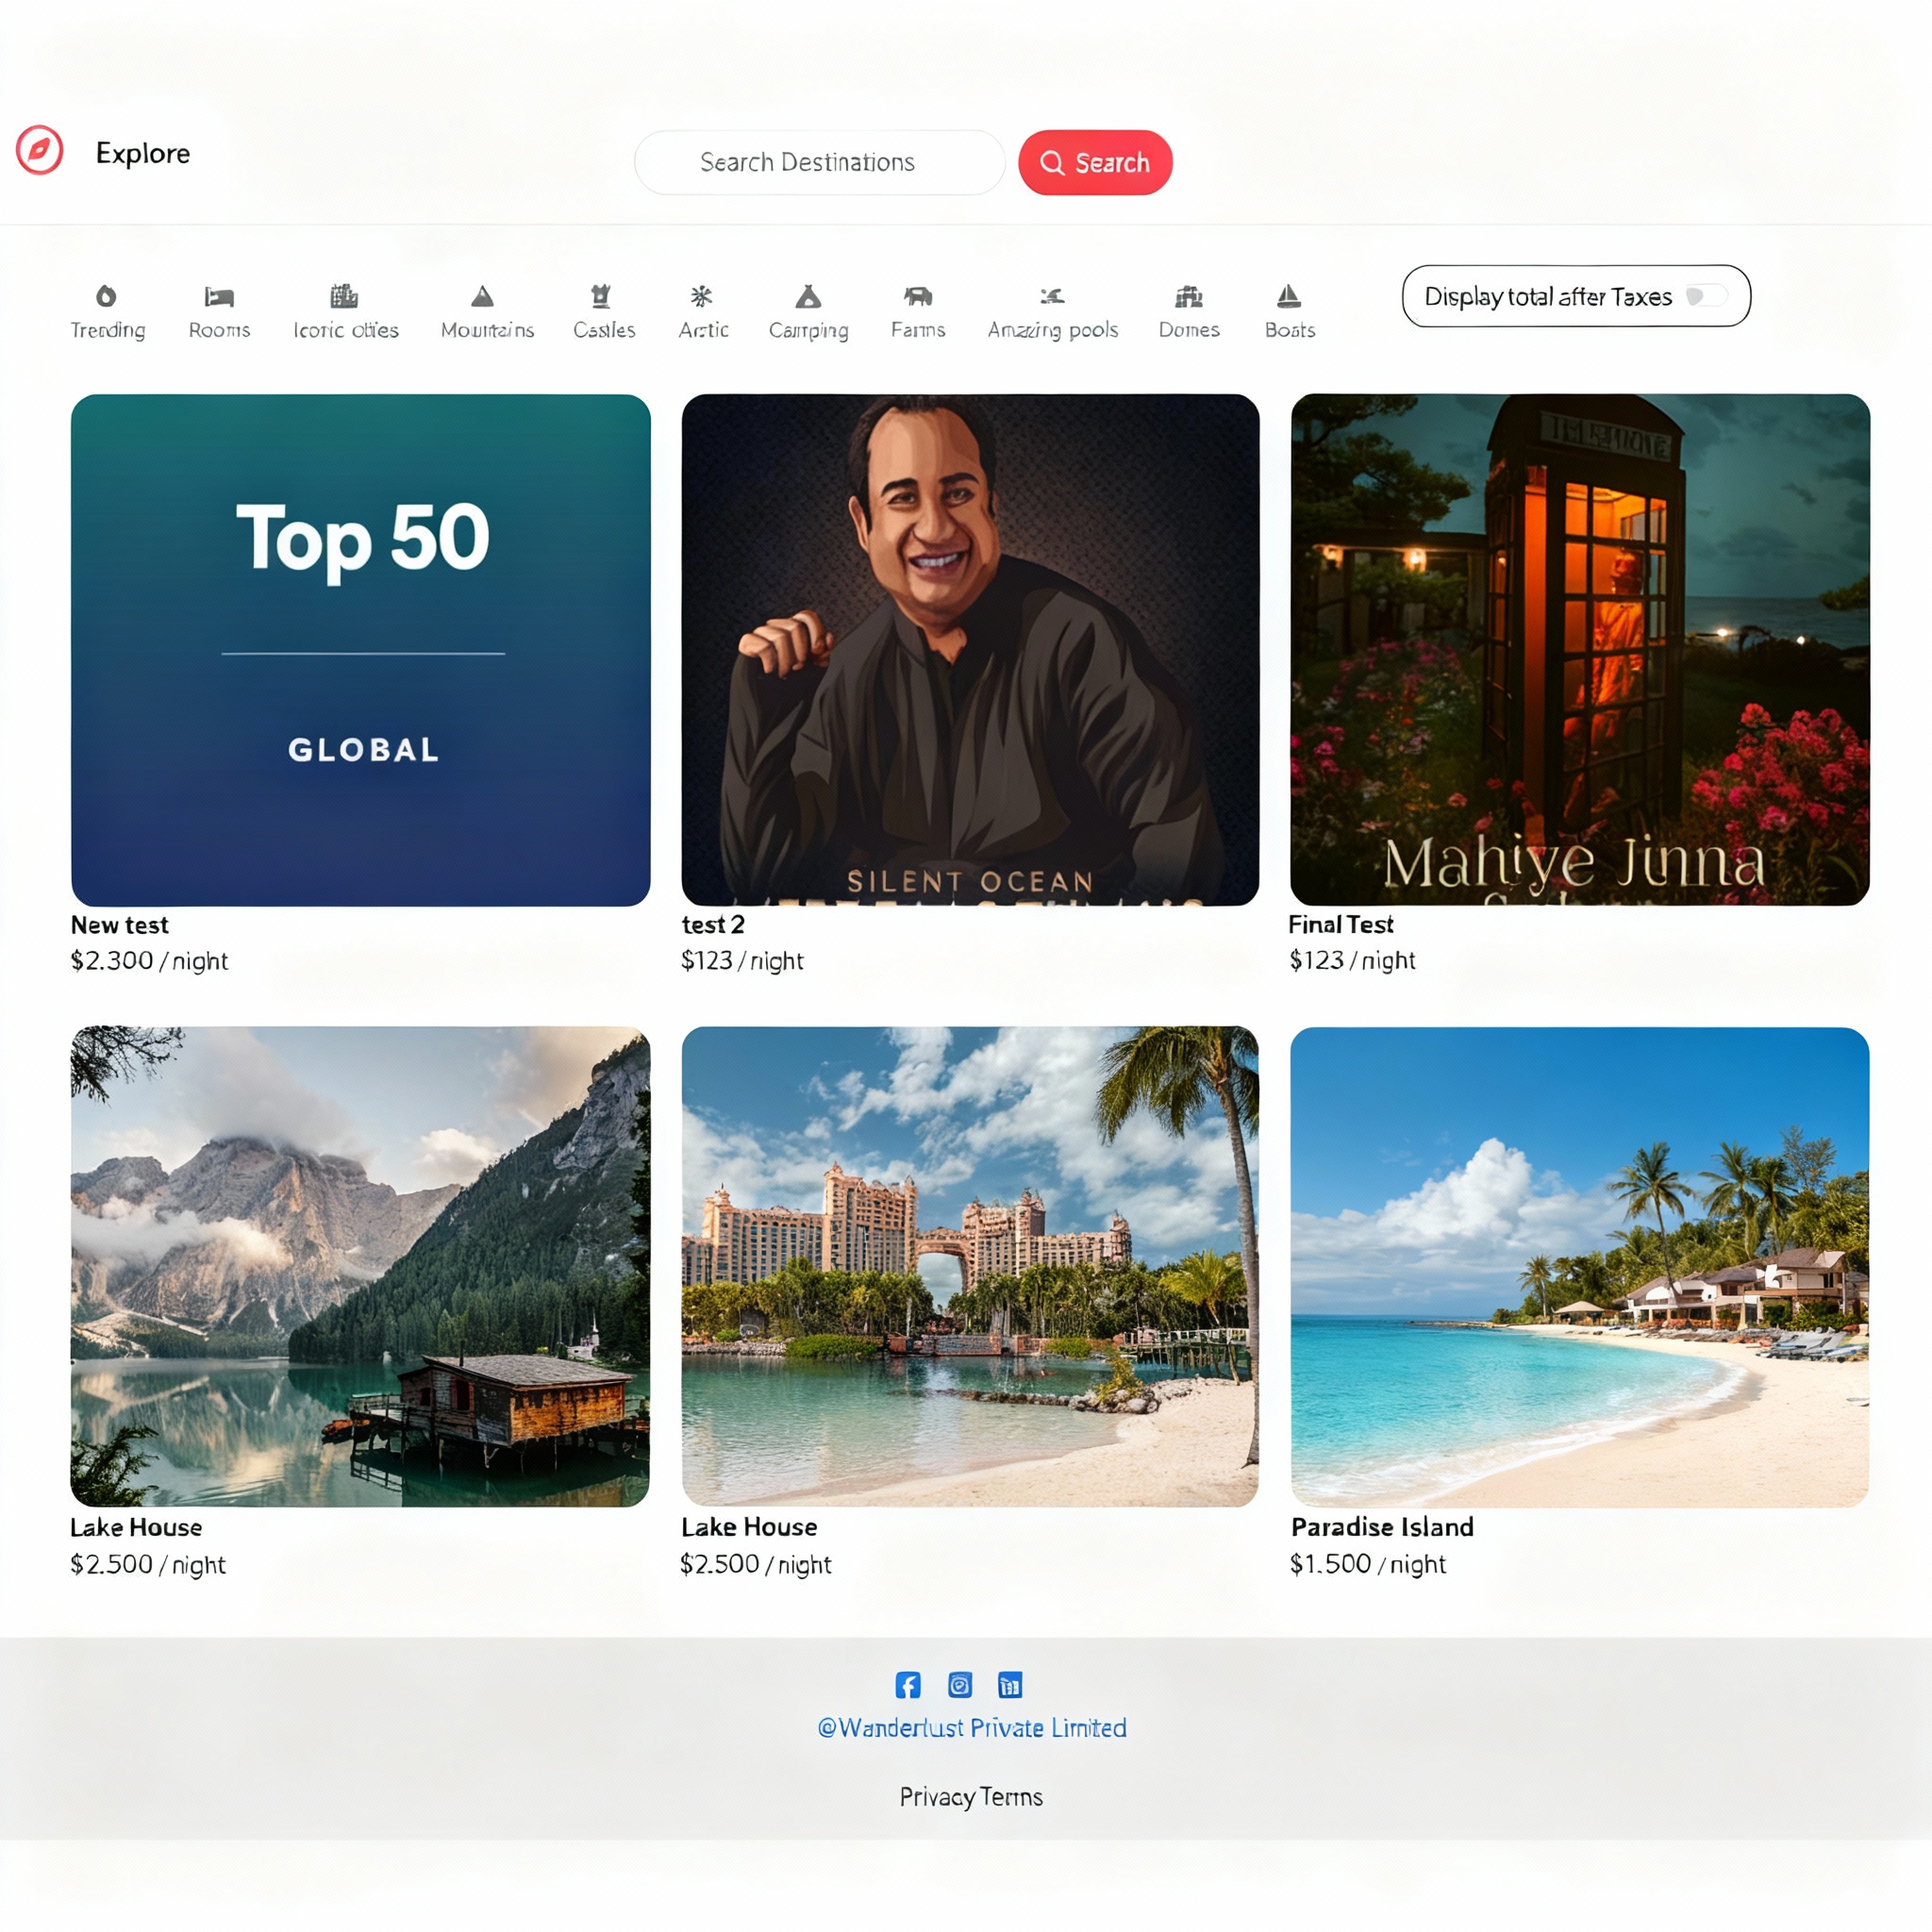 Explore
Search Destinations
Search
Trending Rooms Iconic cities Mountains Castles Arctic Camping Farms Amazing pools Domes Boats
Display total after Taxes
Top 50
GLOBAL
SILENT OCEAN
TELEPHONE
Mahiye Jinna
New test
$2.300 / night
test 2
$123 / night
Final Test
$123 / night
Lake House
$2.500 / night
Lake House
$2.500 / night
Paradise Island
$1.500 / night
@Wanderlust Private Limited
Privacy Terms